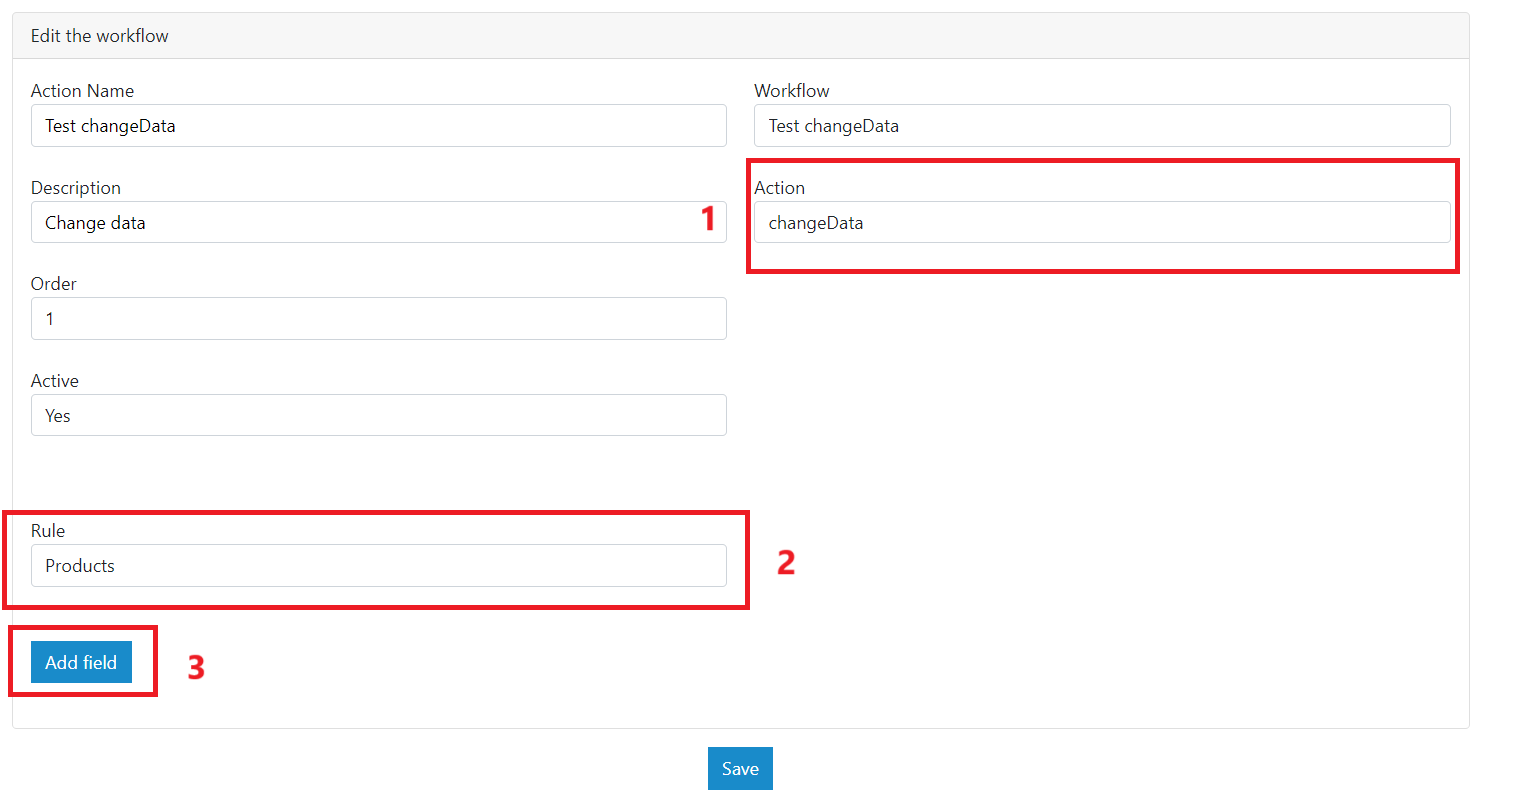 Edit the workflow
Action Name
Test changeData
Workflow
Test changeData
Description
Change data
1
Action
changeData
Order
1
Active
Yes
Rule
Products
2
Add field
3
Save